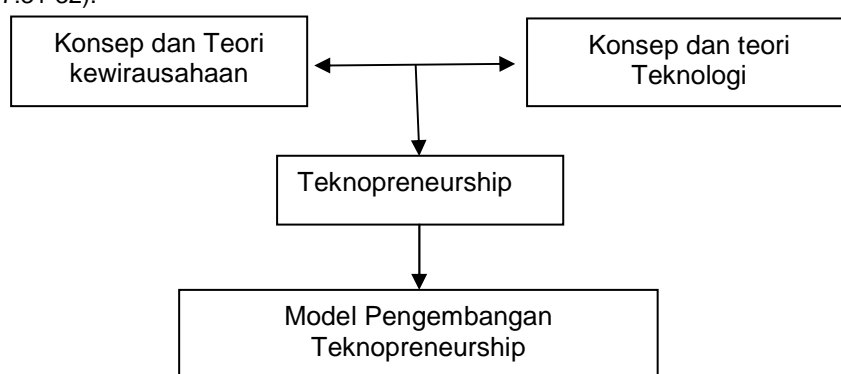 Konsep dan Teori
kewirausahaan
Konsep dan teori
Teknologi
Teknopreneurship
Model Pengembangan
Teknopreneurship